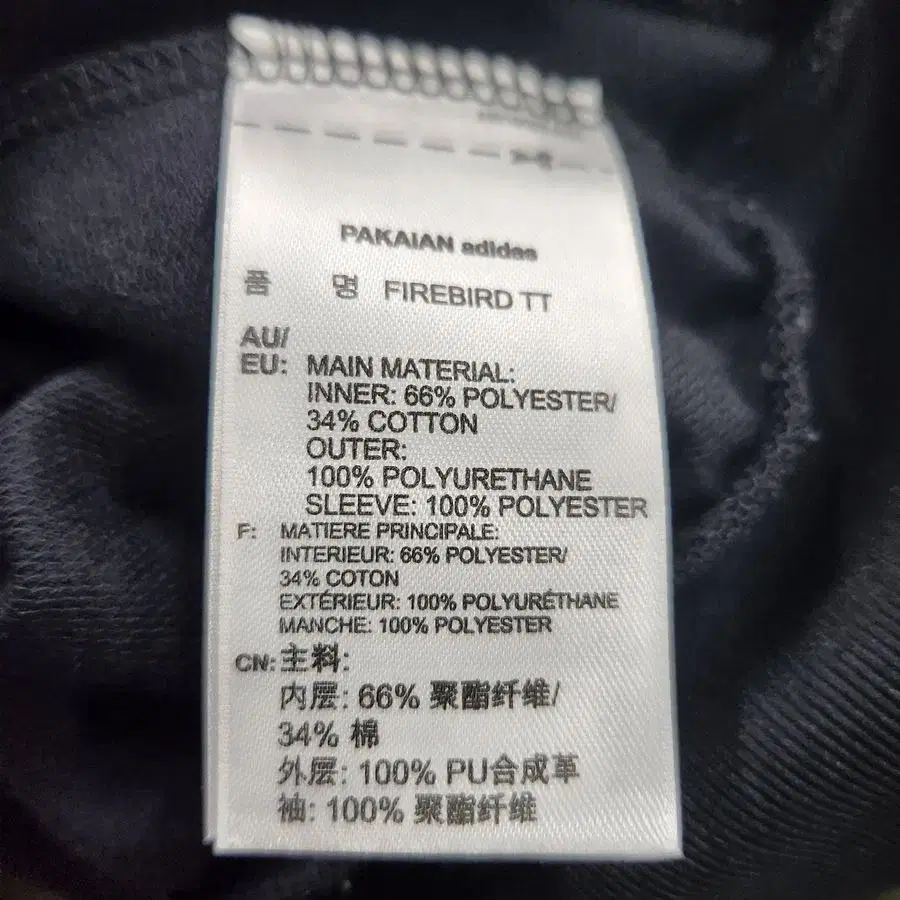 PAKAIAN adidas
품 명 FIREBIRD TT
AU/
EU: MAIN MATERIAL:
INNER: 66% POLYESTER/
34% COTTON
OUTER:
100% POLYURETHANE
SLEEVE: 100% POLYESTER
F: MATIERE PRINCIPALE:
INTERIEUR: 66% POLYESTER/
34% COTON
EXTÉRIEUR: 100% POLYURÉTHANE
MANCHE: 100% POLYESTER
CN: 主料:
内层: 66% 聚酯纤维/
34% 棉
外层: 100% PU合成革
袖: 100% 聚酯纤维